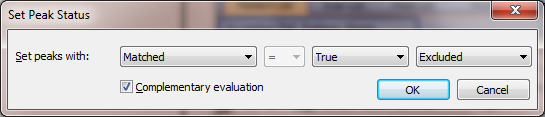 Set Peak Status
Set peaks with: Matched = True Excluded
Complementary evaluation
OK Cancel